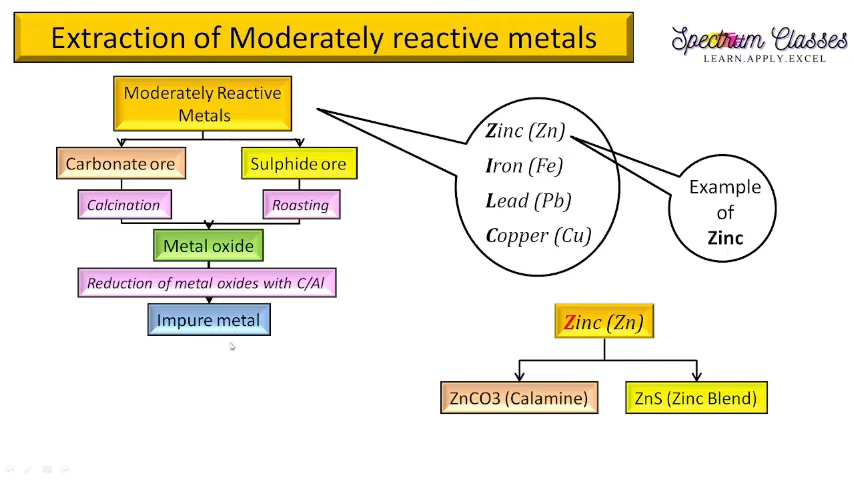 Extraction of Moderately reactive metals
Spectrum Classes
LEARN.APPLY.EXCEL
Moderately Reactive
Metals
Carbonate ore
Sulphide ore
Calcination
Roasting
Metal oxide
Reduction of metal oxides with C/Al
Impure metal
Zinc (Zn)
Iron (Fe)
Lead (Pb)
Copper (Cu)
Example
of
Zinc
Zinc (Zn)
ZnCO3 (Calamine)
ZnS (Zinc Blend)